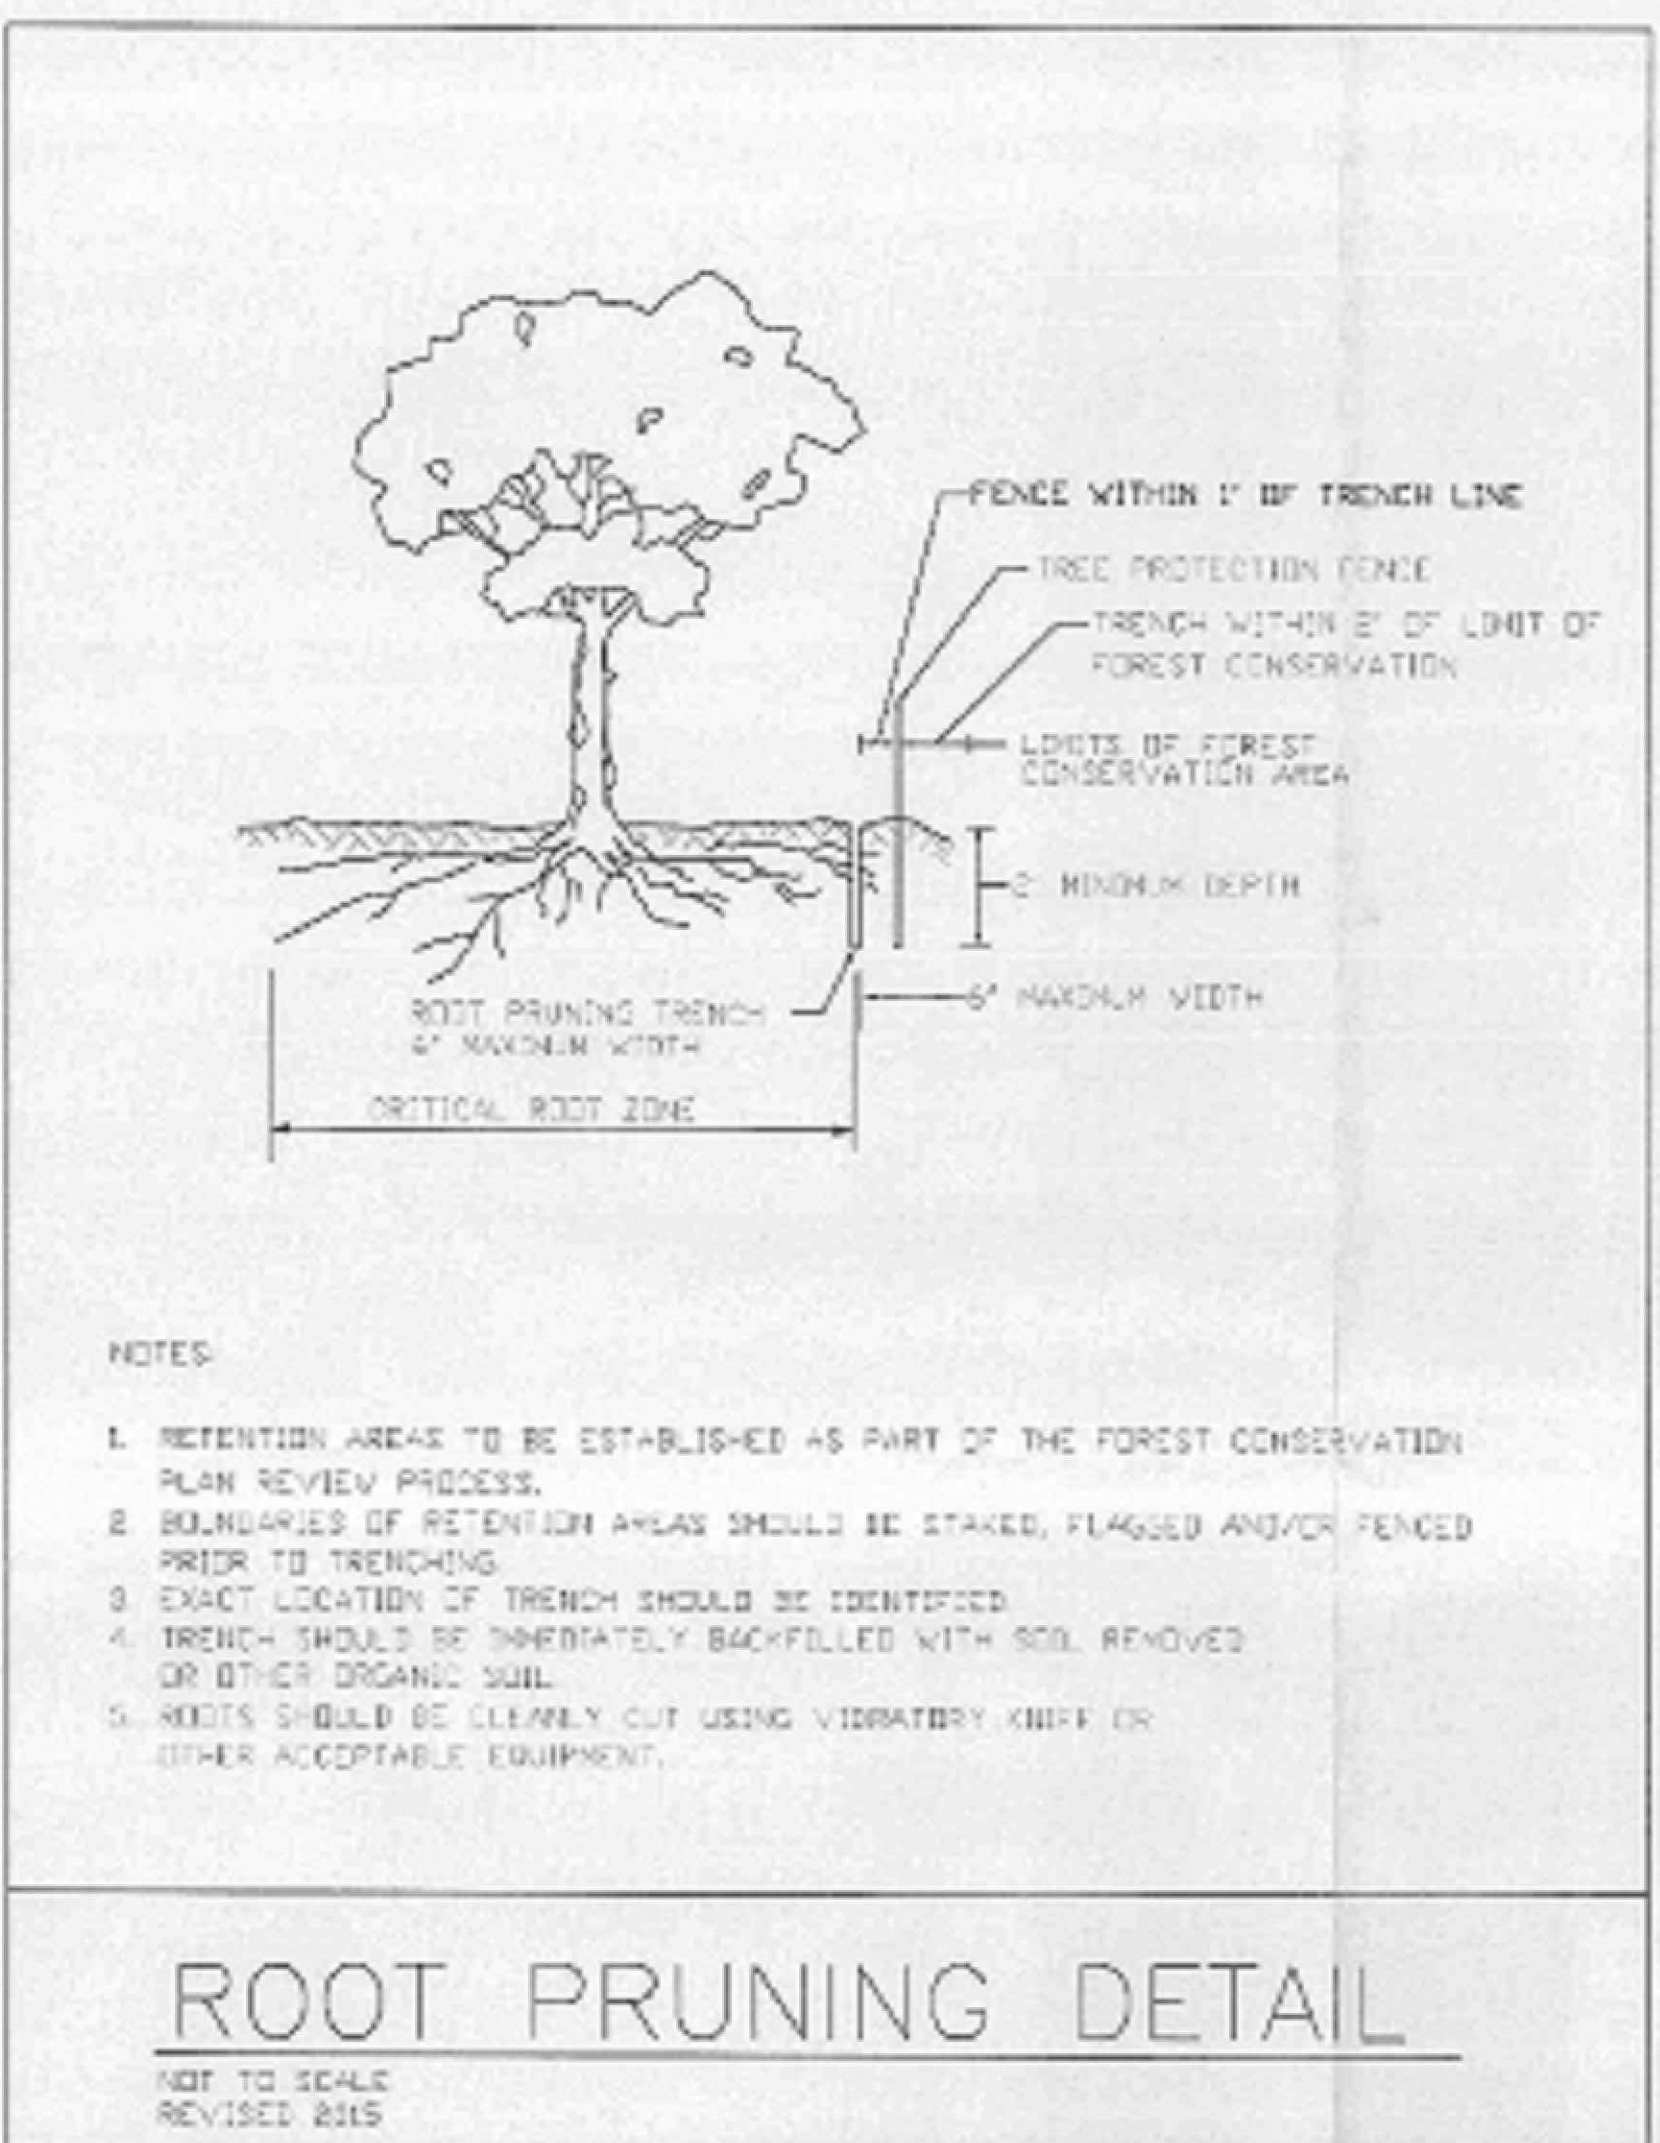 FENCE WITHIN 1' OF TRENCH LINE
TREE PROTECTION FENCE
TRENCH WITHIN 2' OF LIMIT OF
FOREST CONSERVATION
LIMITS OF FOREST
CONSERVATION AREA
2' MINIMUM DEPTH
6" MAXIMUM WIDTH
ROOT PRUNING TRENCH
MAXIMUM WIDTH
CRITICAL ROOT ZONE
NOTES:
1. RETENTION AREAS TO BE ESTABLISHED AS PART OF THE FOREST CONSERVATION
PLAN REVIEW PROCESS.
2. BOUNDARIES OF RETENTION AREAS SHOULD BE STAKED, FLAGGED AND/OR FENCED
PRIOR TO TRENCHING.
3. EXACT LOCATION OF TRENCH SHOULD BE IDENTIFIED.
4. TRENCH SHOULD BE IMMEDIATELY BACKFILLED WITH SOIL REMOVED
OR OTHER ORGANIC SOIL.
5. ROOTS SHOULD BE CLEANLY CUT USING VIBRATORY KNIFE OR
OTHER ACCEPTABLE EQUIPMENT.
ROOT PRUNING DETAIL
NOT TO SCALE
REVISED 2015